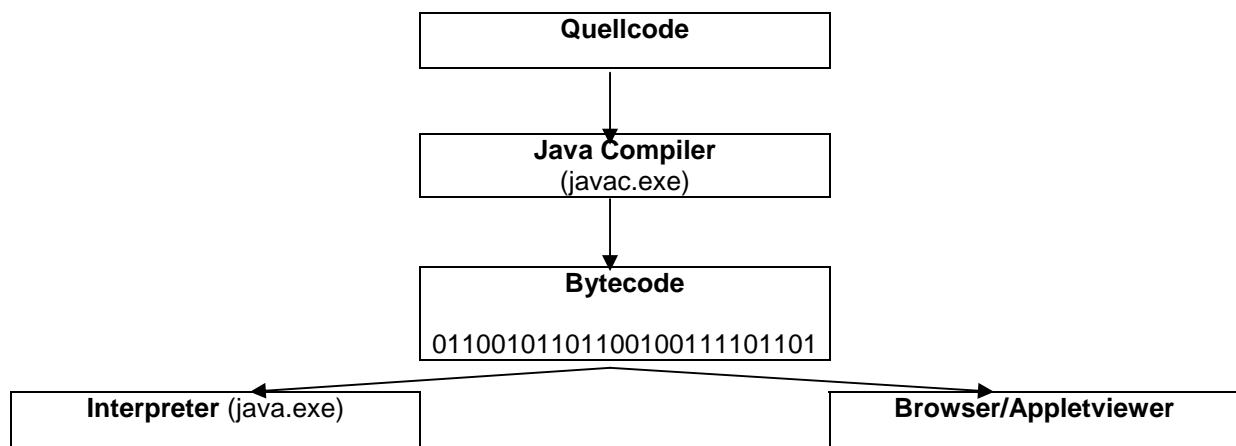 Quellcode
Java Compiler
(javac.exe)
Bytecode
011001011011001001111101101
Interpreter (java.exe)
Browser/Appletviewer